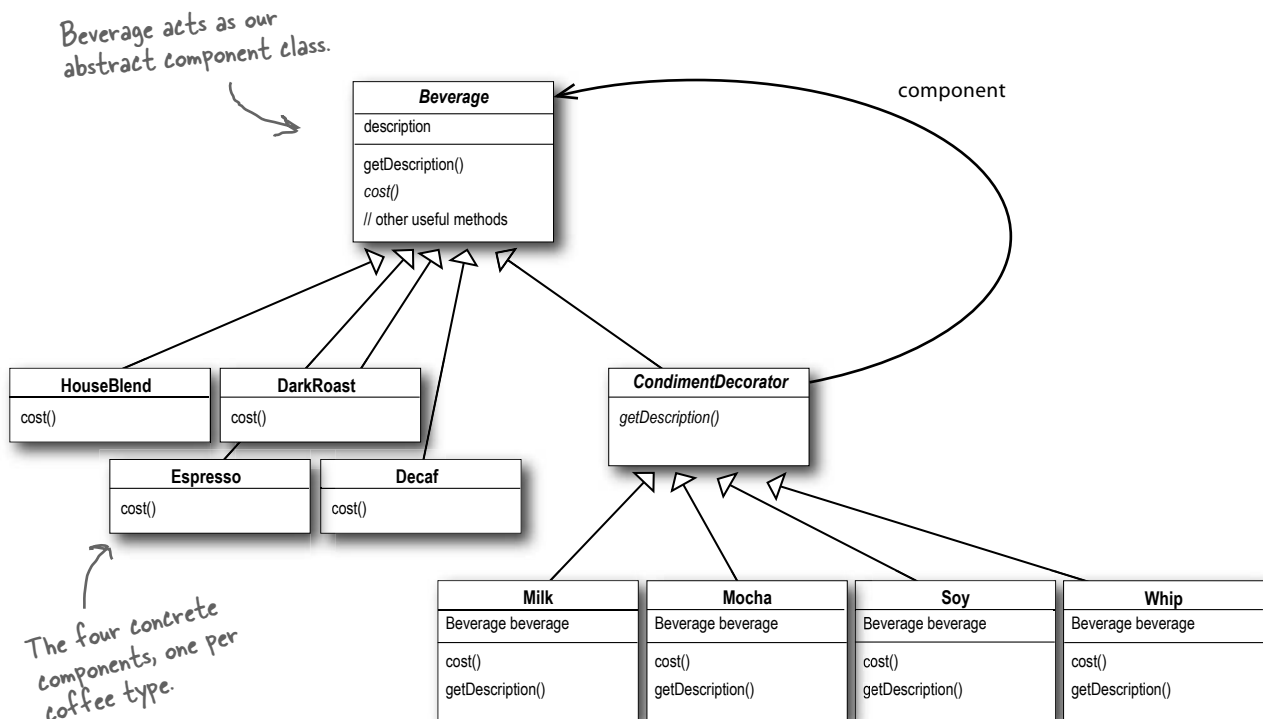 Beverage acts as our
abstract component class.
Beverage
description
getDescription()
cost()
// other useful methods
component
HouseBlend
cost()
DarkRoast
cost()
Espresso
cost()
Decaf
cost()
CondimentDecorator
getDescription()
The four concrete
components, one per
coffee type.
Milk
Beverage beverage
cost()
getDescription()
Mocha
Beverage beverage
cost()
getDescription()
Soy
Beverage beverage
cost()
getDescription()
Whip
Beverage beverage
cost()
getDescription()